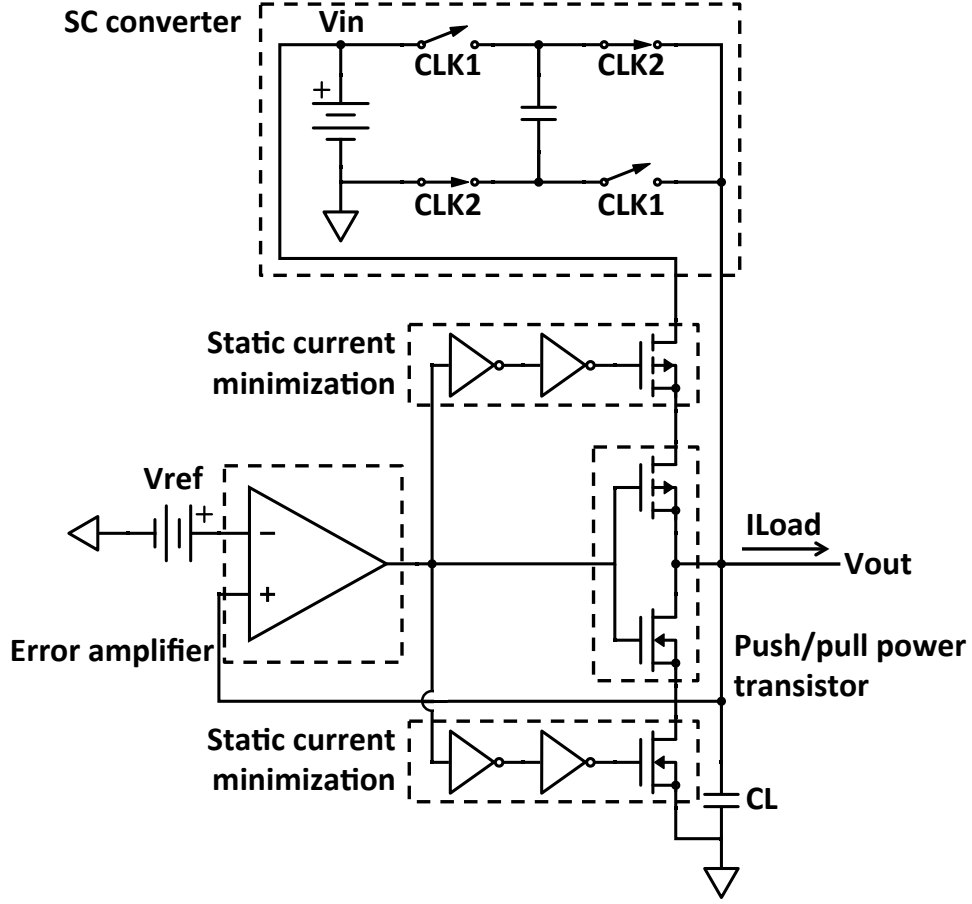 SC converter
Vin
CLK1
CLK2
+
CLK2
CLK1
Static current
minimization
Vref
+
−
+
ILoad
Vout
Error amplifier
Push/pull power
transistor
Static current
minimization
CL